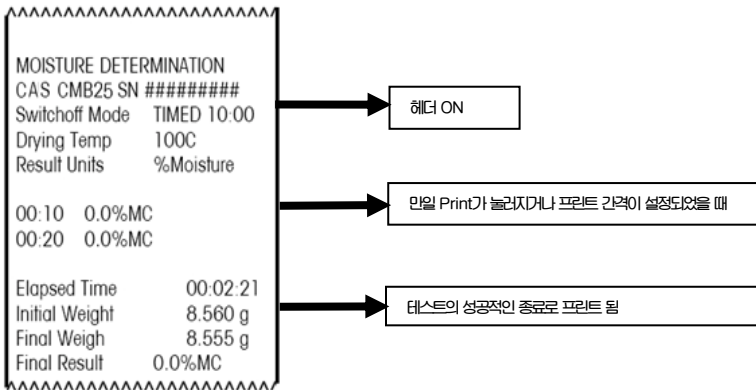 MOISTURE DETERMINATION
CAS CMB25 SN #########
Switchoff Mode TIMED 10:00
Drying Temp 100C
Result Units %Moisture
헤더 ON
00:10 0.0%MC
00:20 0.0%MC
만일 Print가 눌러지거나 프린트 간격이 설정되었을 때
Elapsed Time 00:02:21
Initial Weight 8.560 g
Final Weigh 8.555 g
Final Result 0.0%MC
테스트의 성공적인 종료로 프린트 됨